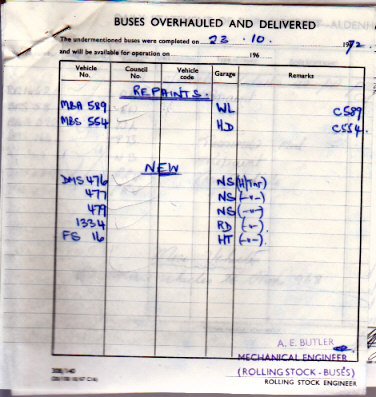 BUSES OVERHAULED AND DELIVERED
The undermentioned buses were completed on 23 · 10. 1972.
and will be available for operation on 196
Vehicle No. Council No. Vehicle code Garage Remarks
REPAINTS.
MBA 589 WL C589
MBS 554 HD C554.
NEW
DMS 476 NS (H/Tnr)
477 NS (-"-)
479 NS (-"-)
1334 RD (-"-)
FS 16 HT (-"-).
A. E. BUTLER
MECHANICAL ENGINEER
(ROLLING STOCK - BUSES)
ROLLING STOCK ENGINEER